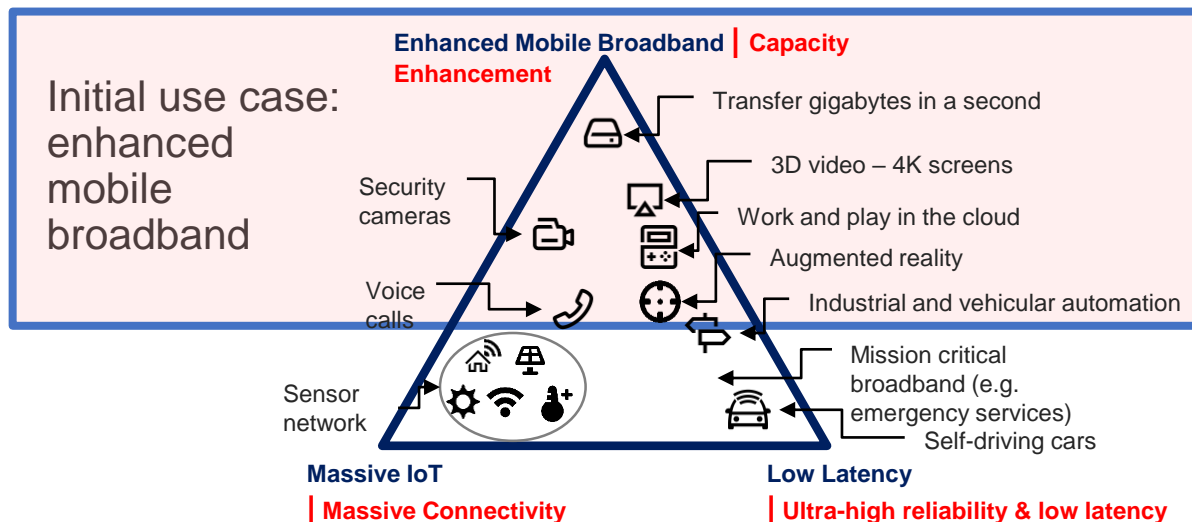 Enhanced Mobile Broadband | Capacity
Enhancement
Initial use case:
enhanced
mobile
broadband
Transfer gigabytes in a second
3D video – 4K screens
Security
cameras
Work and play in the cloud
Augmented reality
Voice
calls
Industrial and vehicular automation
Mission critical
broadband (e.g.
emergency services)
Sensor
network
Self-driving cars
Massive IoT
| Massive Connectivity
Low Latency
| Ultra-high reliability & low latency